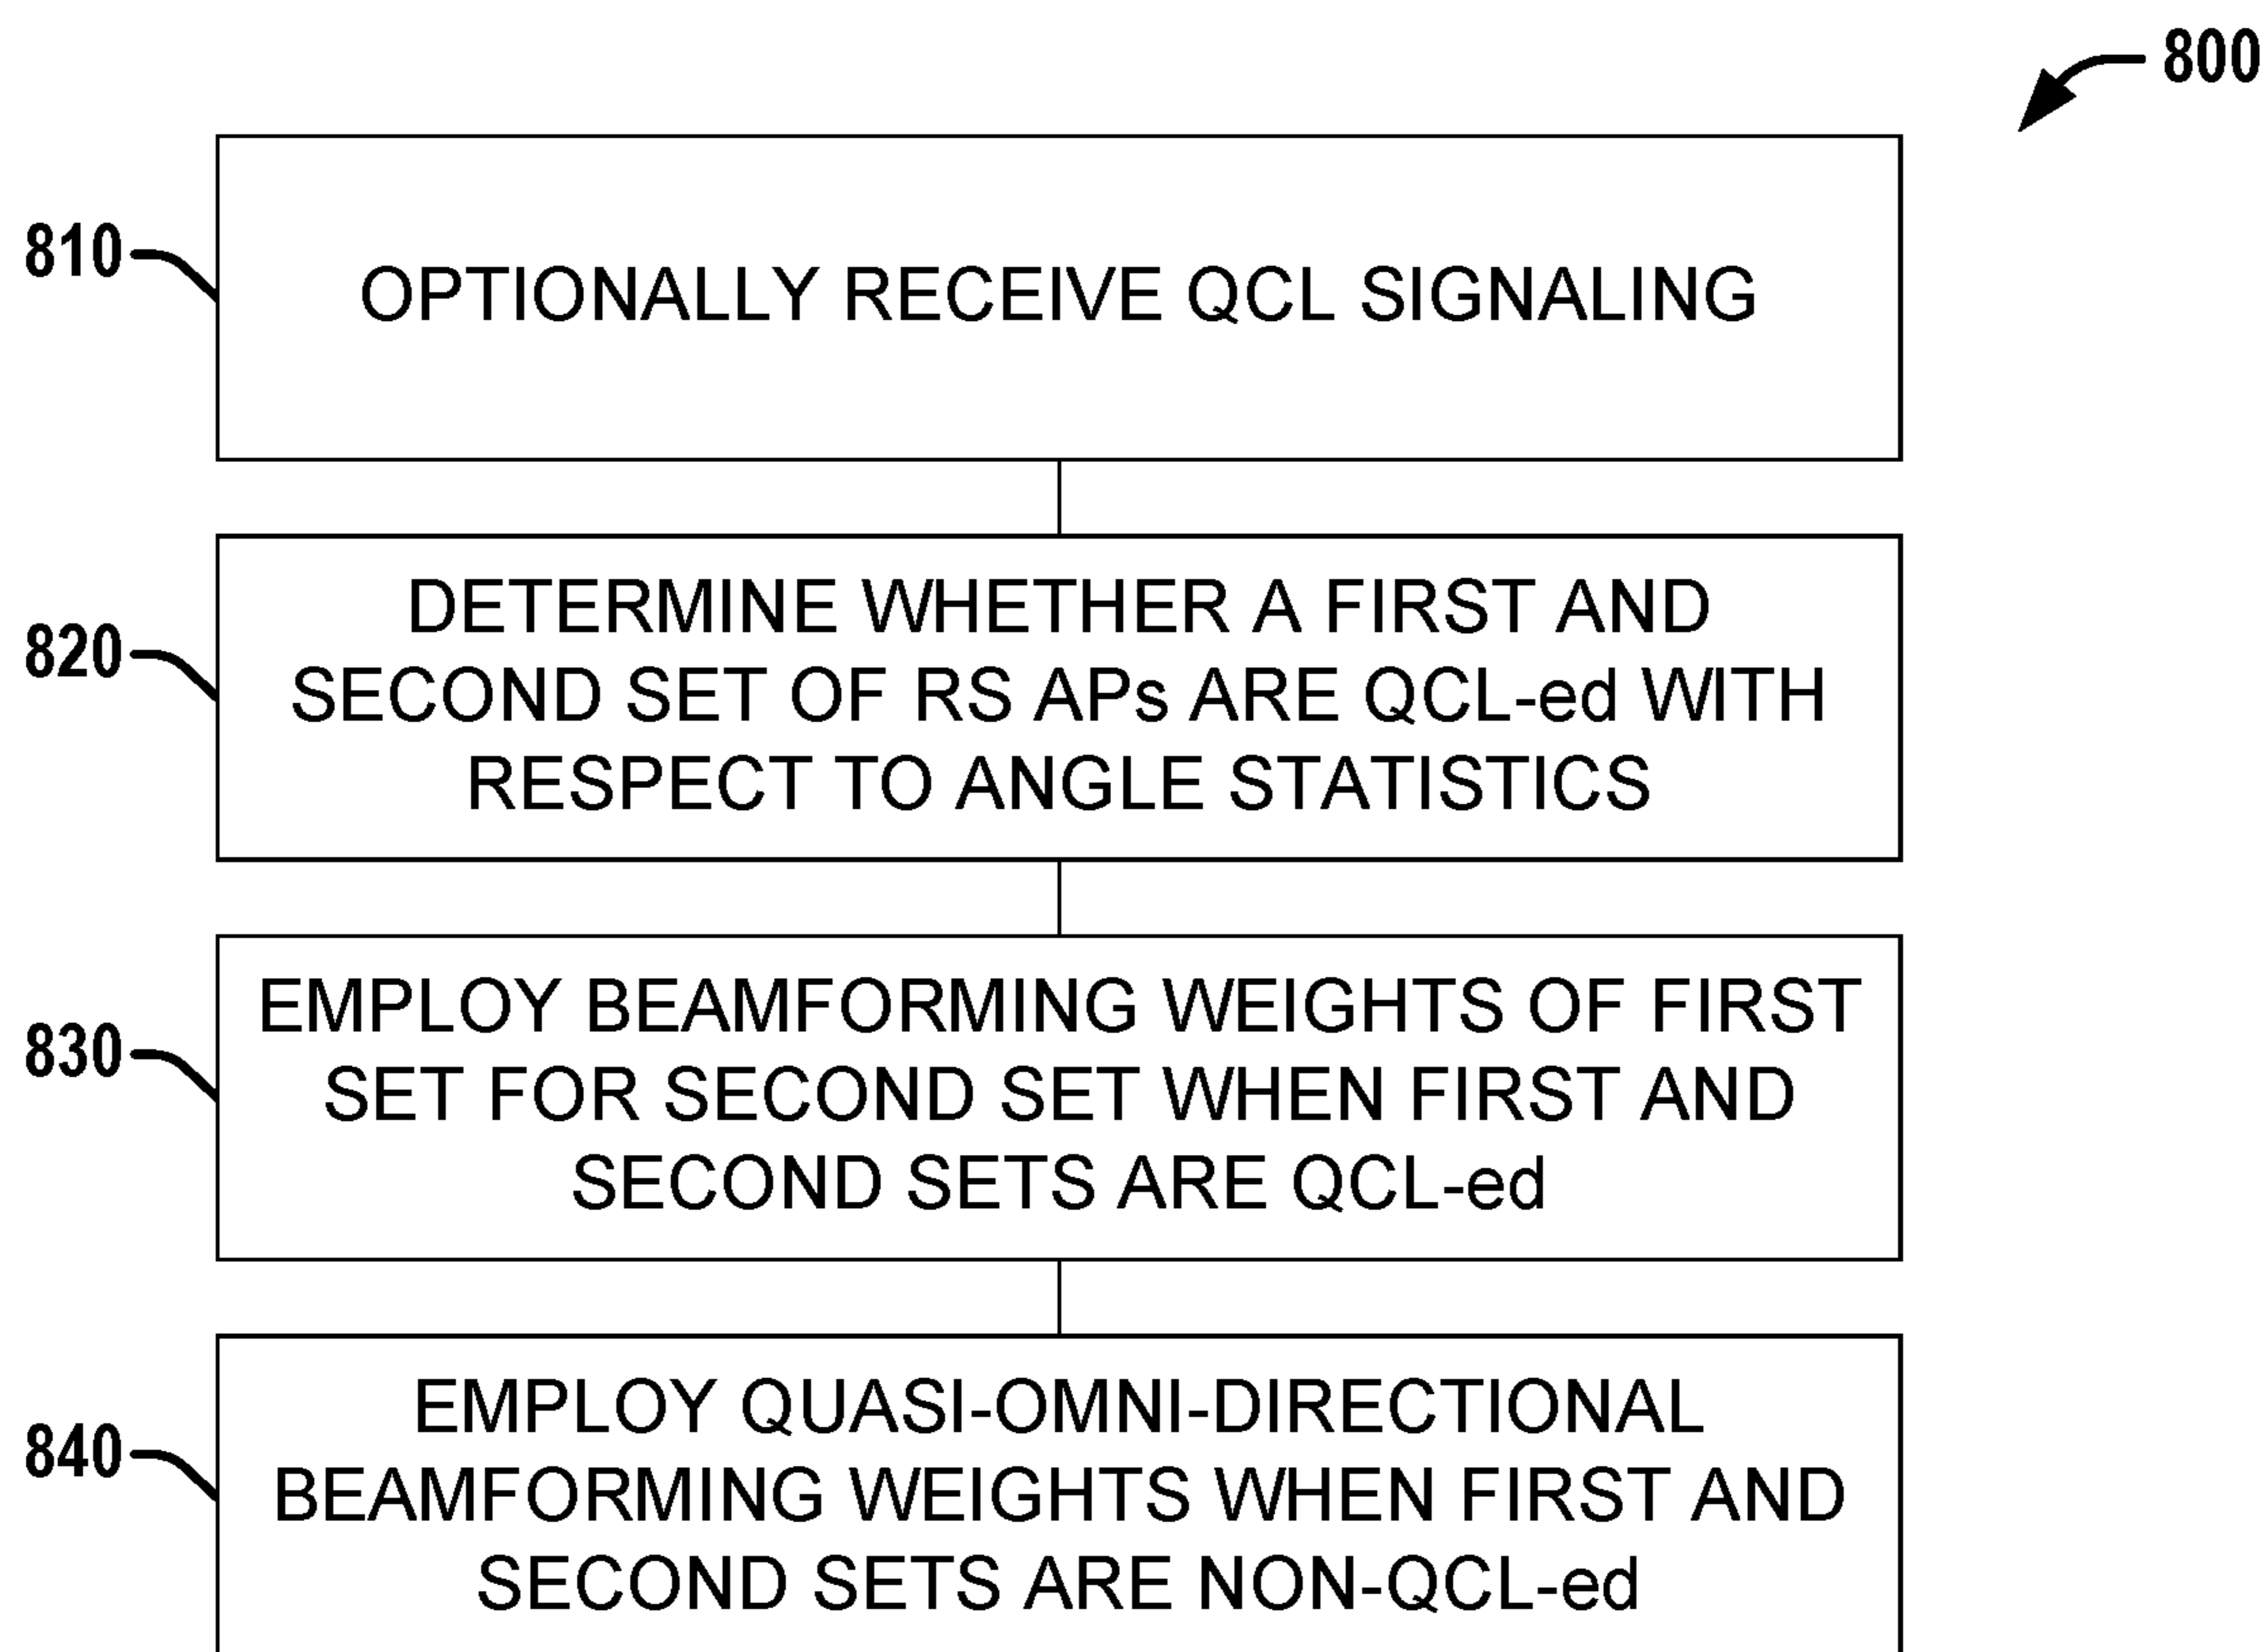 800
810
OPTIONALLY RECEIVE QCL SIGNALING
820
DETERMINE WHETHER A FIRST AND
SECOND SET OF RS APs ARE QCL-ed WITH
RESPECT TO ANGLE STATISTICS
830
EMPLOY BEAMFORMING WEIGHTS OF FIRST
SET FOR SECOND SET WHEN FIRST AND
SECOND SETS ARE QCL-ed
840
EMPLOY QUASI-OMNI-DIRECTIONAL
BEAMFORMING WEIGHTS WHEN FIRST AND
SECOND SETS ARE NON-QCL-ed